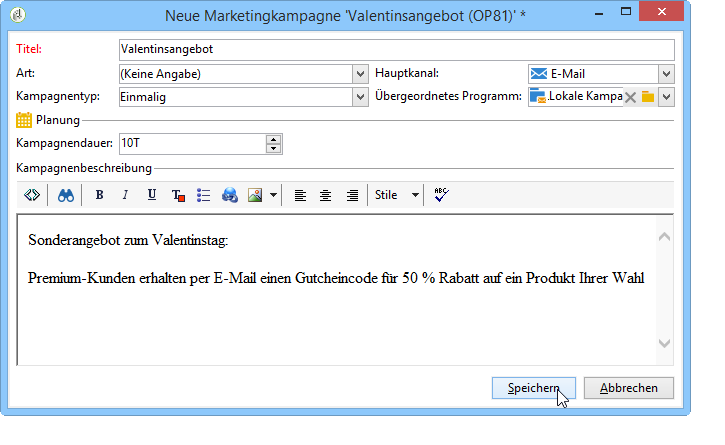 Neue Marketingkampagne 'Valentinsangebot (OP81)' *
Titel: Valentinsangebot
Art: (Keine Angabe) Hauptkanal: E-Mail
Kampagnentyp: Einmalig Übergeordnetes Programm: .Lokale Kampa
Planung
Kampagnendauer: 10T
Kampagnenbeschreibung
B I U T Stile ABC
Sonderangebot zum Valentinstag:
Premium-Kunden erhalten per E-Mail einen Gutcheincode für 50 % Rabatt auf ein Produkt Ihrer Wahl
Speichern Abbrechen